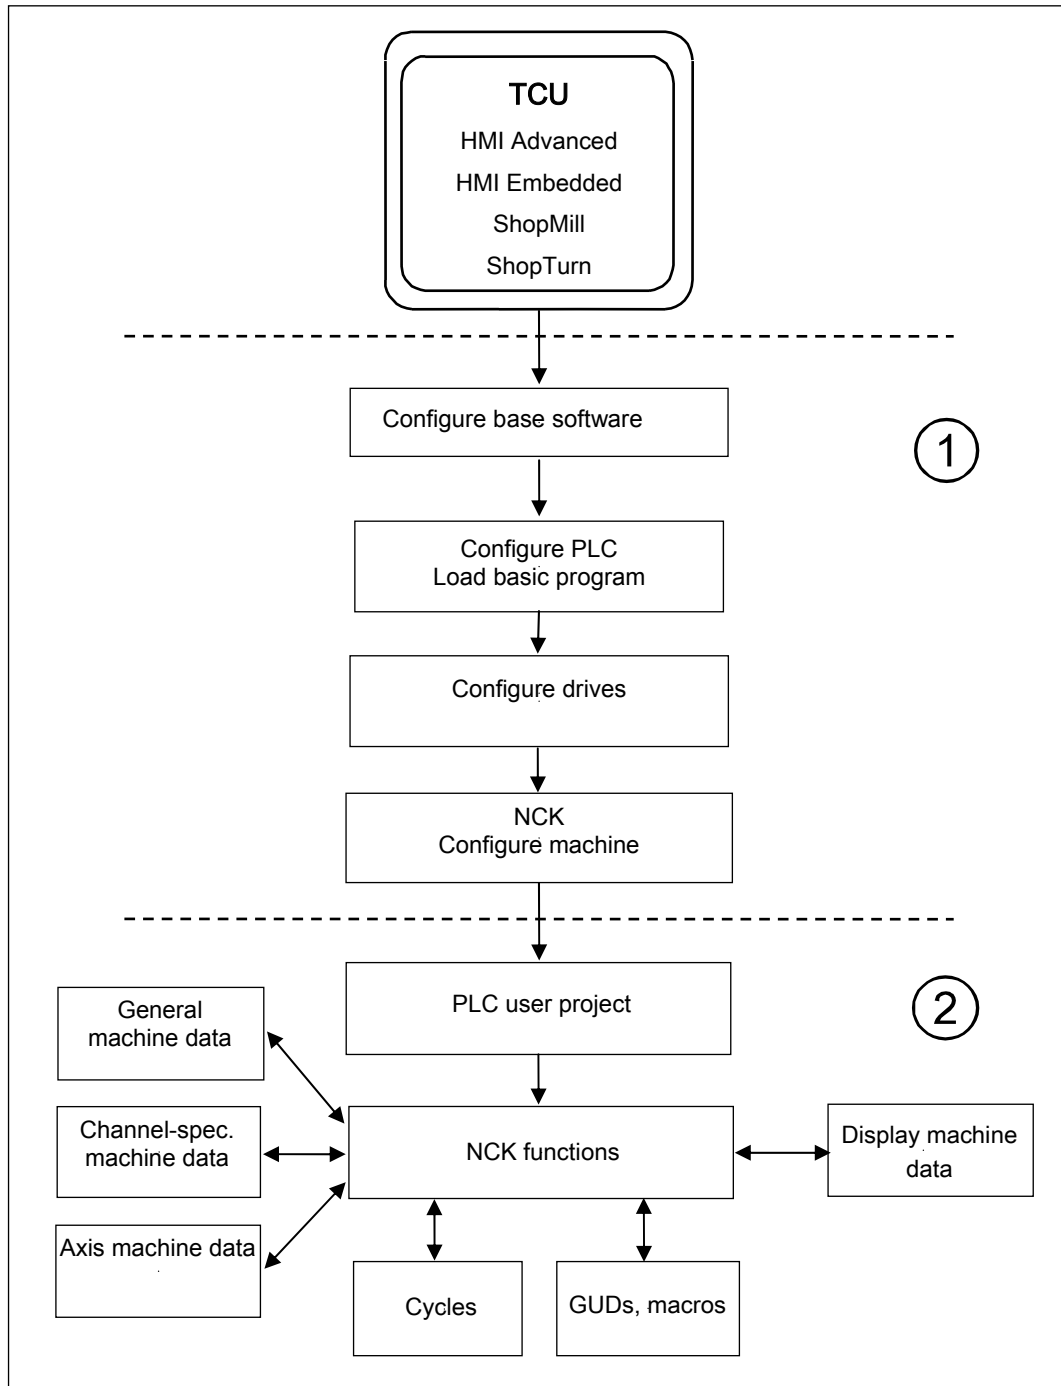 TCU
HMI Advanced
HMI Embedded
ShopMill
ShopTurn
Configure base software
1
Configure PLC
Load basic program
Configure drives
NCK
Configure machine
PLC user project
2
General
machine data
Channel-spec.
machine data
NCK functions
Display machine
data
Axis machine data
Cycles
GUDs, macros